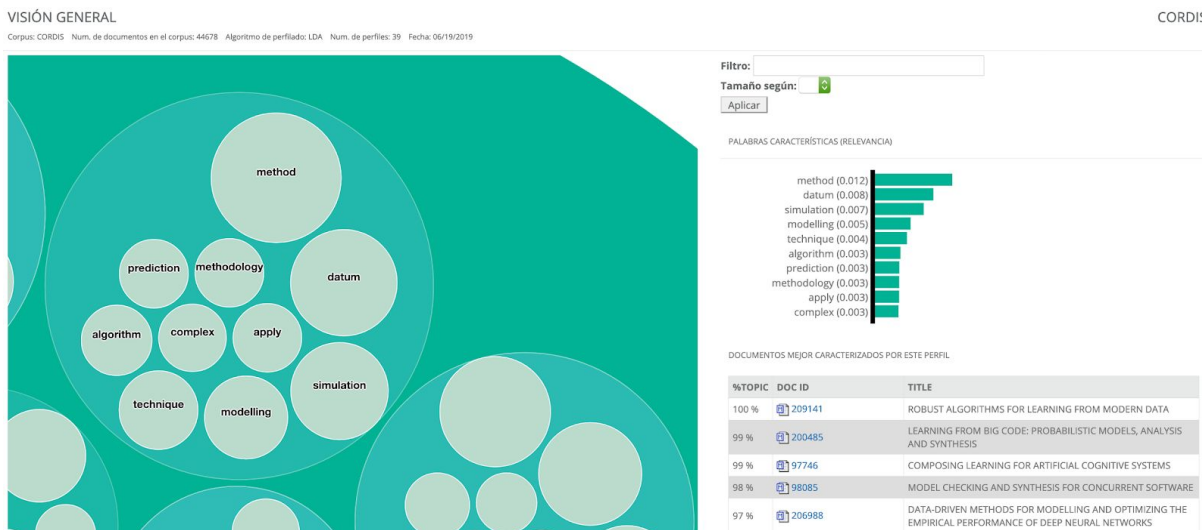 VISIÓN GENERAL
CORDIS
Corpus: CORDIS Num. de documentos en el corpus: 44678 Algoritmo de perfilado: LDA Num. de perfiles: 39 Fecha: 06/19/2019
method
prediction
methodology
datum
algorithm
complex
apply
simulation
technique
modelling
Filtro:
Tamaño según:
Aplicar
PALABRAS CARACTERÍSTICAS (RELEVANCIA)
method (0.012)
datum (0.008)
simulation (0.007)
modelling (0.005)
technique (0.004)
algorithm (0.003)
prediction (0.003)
methodology (0.003)
apply (0.003)
complex (0.003)
DOCUMENTOS MEJOR CARACTERIZADOS POR ESTE PERFIL
%TOPIC DOC ID TITLE
100 % 209141 ROBUST ALGORITHMS FOR LEARNING FROM MODERN DATA
99 % 200485 LEARNING FROM BIG CODE: PROBABILISTIC MODELS, ANALYSIS
AND SYNTHESIS
99 % 97746 COMPOSING LEARNING FOR ARTIFICIAL COGNITIVE SYSTEMS
98 % 98085 MODEL CHECKING AND SYNTHESIS FOR CONCURRENT SOFTWARE
97 % 206988 DATA-DRIVEN METHODS FOR MODELLING AND OPTIMIZING THE
EMPIRICAL PERFORMANCE OF DEEP NEURAL NETWORKS